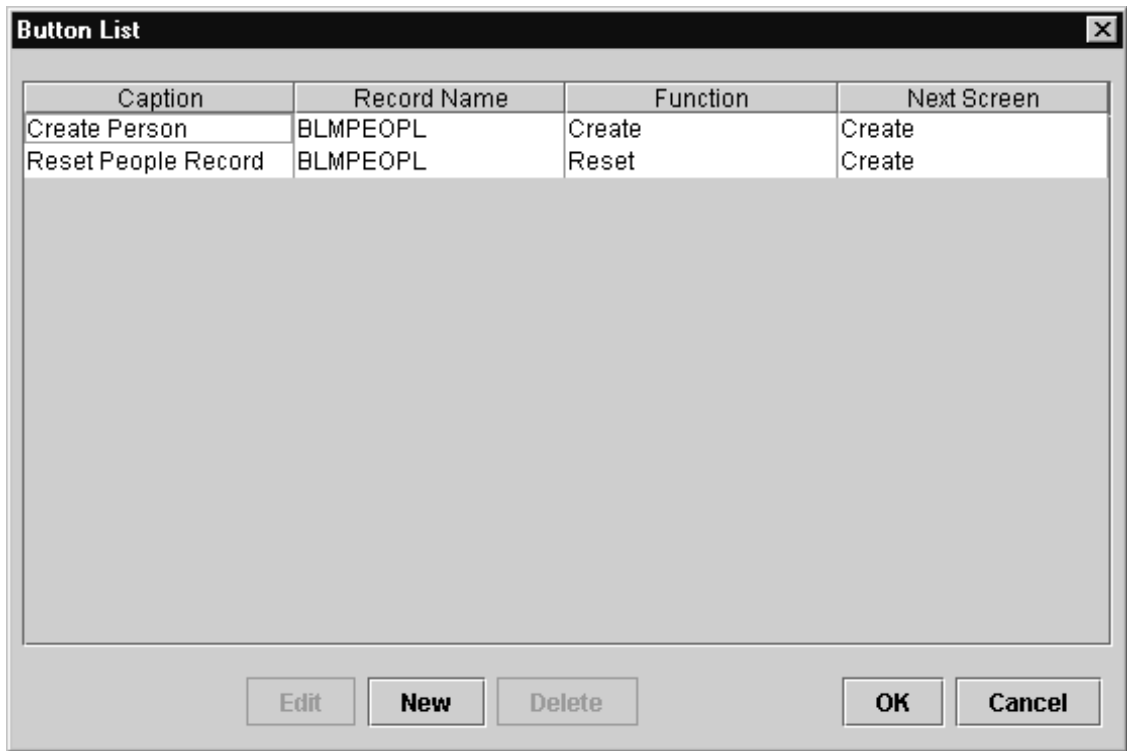 Button List
Caption Record Name Function Next Screen
Create Person BLMPEOPL Create Create
Reset People Record BLMPEOPL Reset Create
Edit New Delete OK Cancel